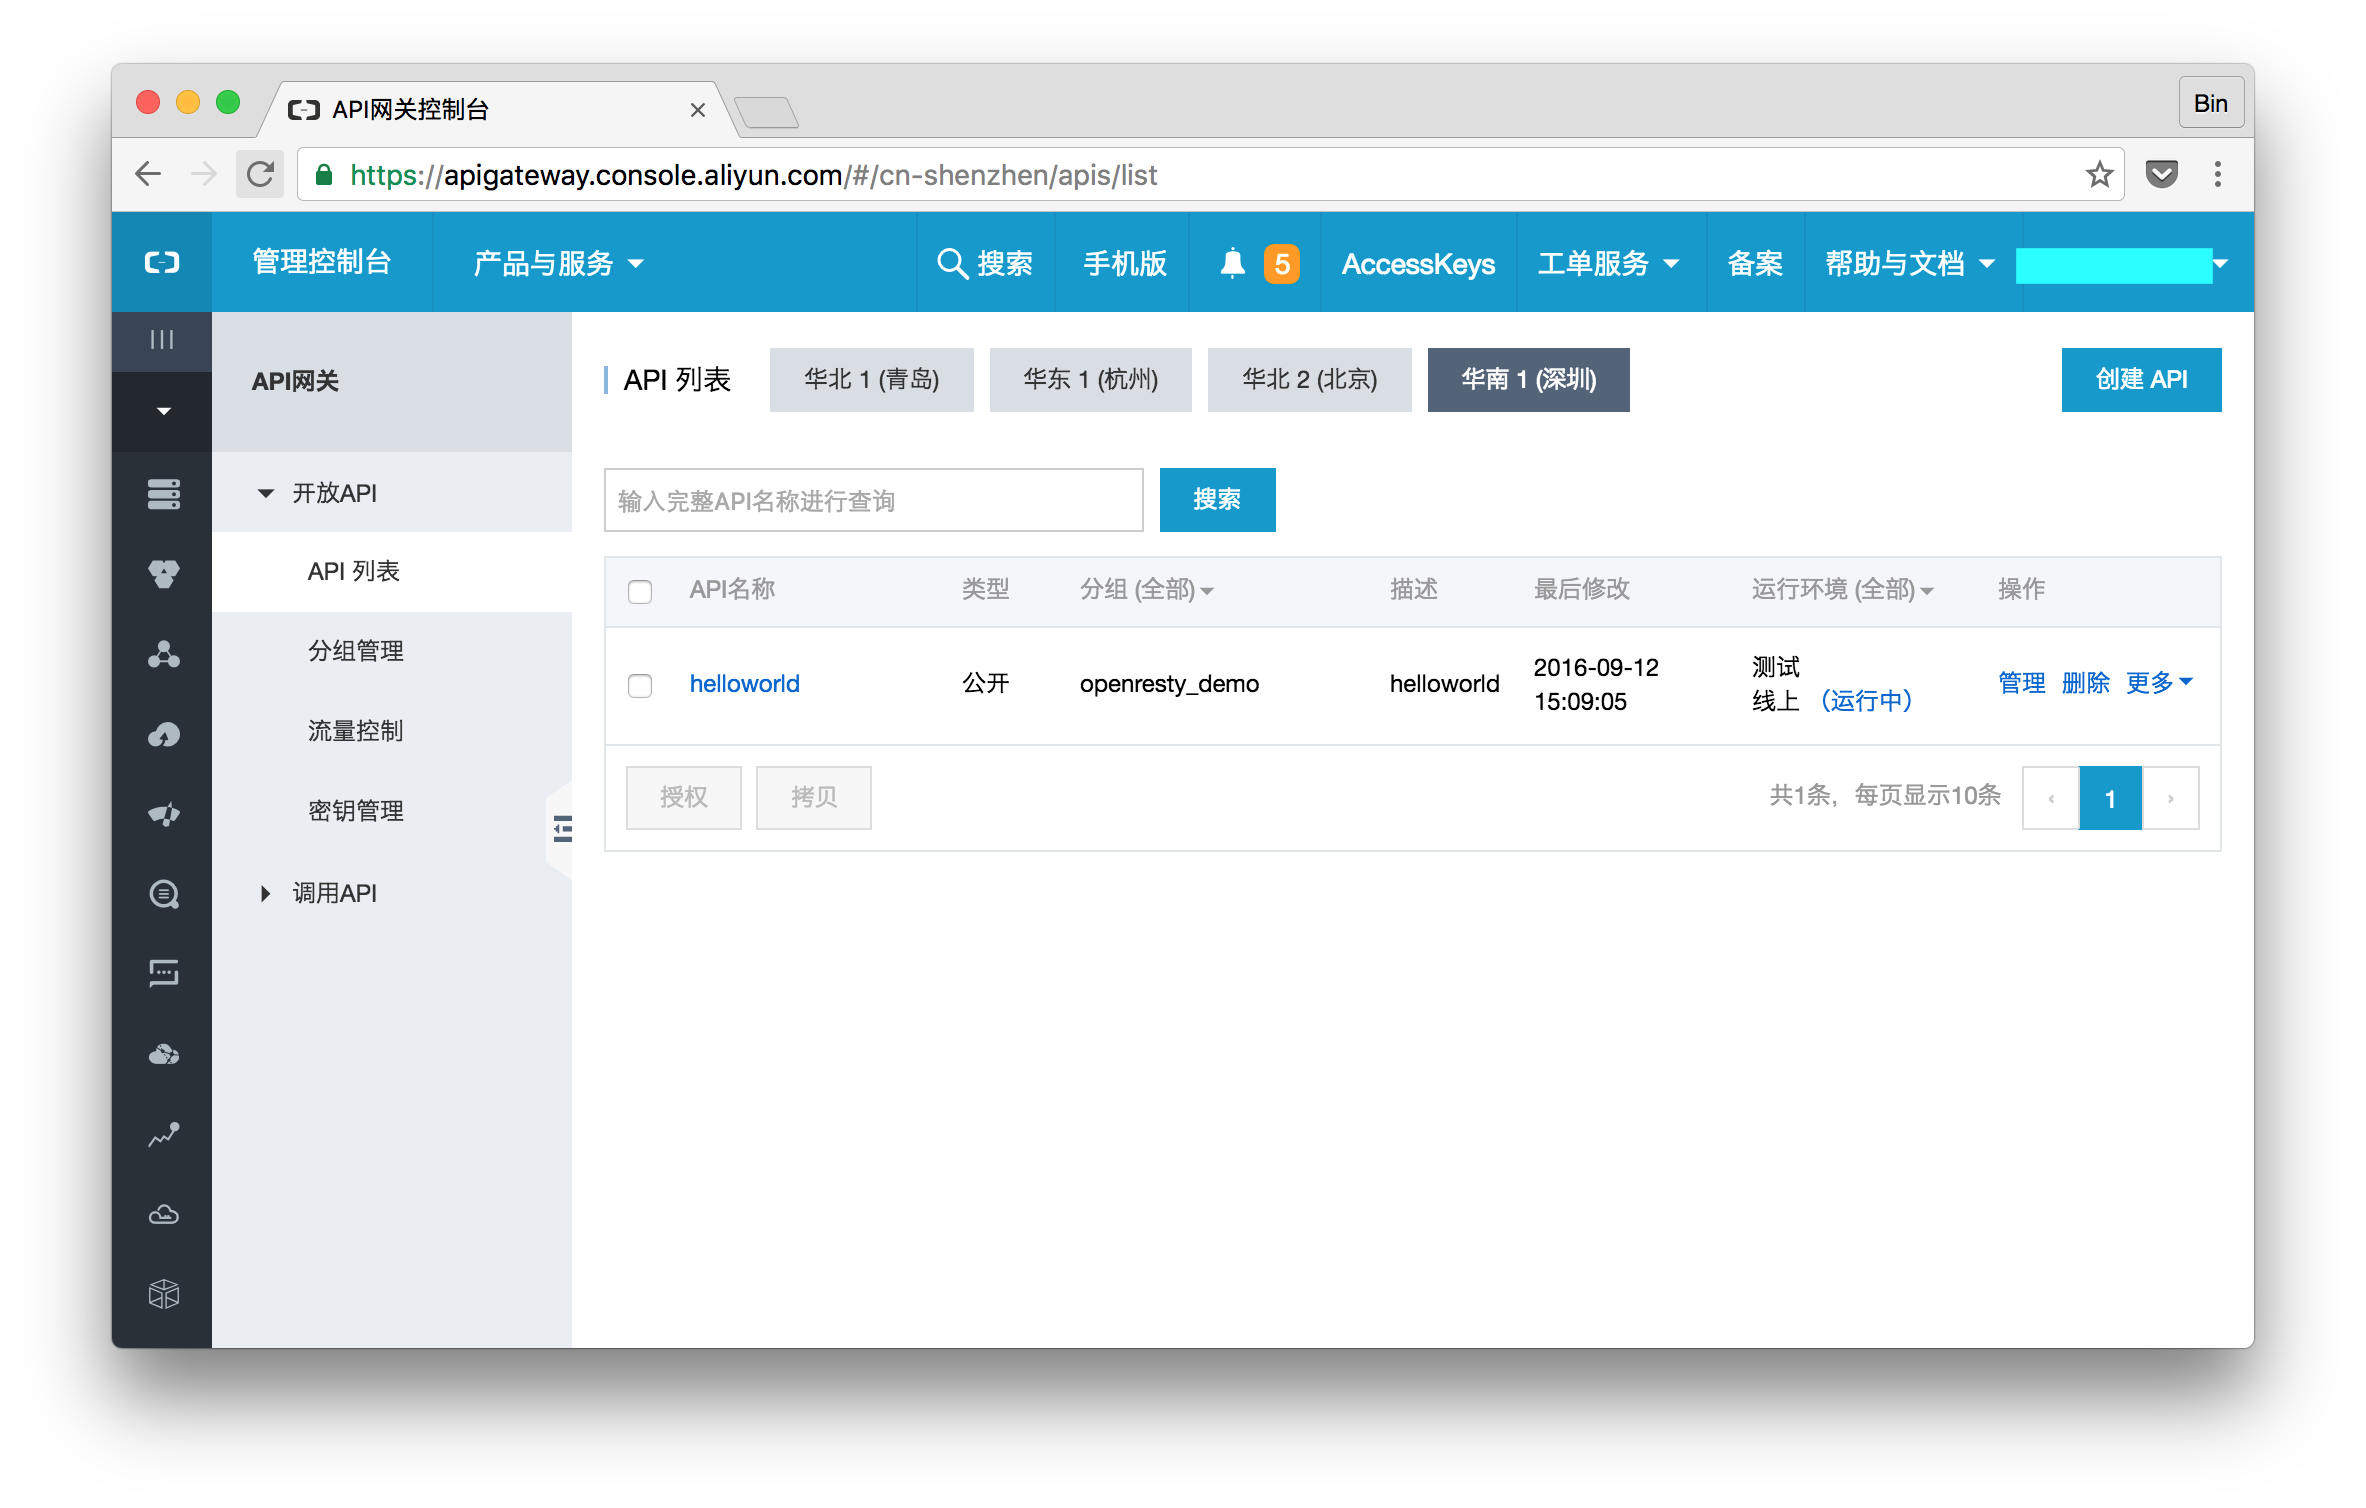 API网关控制台
Bin
https://apigateway.console.aliyun.com/#/cn-shenzhen/apis/list
管理控制台 产品与服务 搜索 手机版 5 AccessKeys 工单服务 备案 帮助与文档
API网关
API 列表 华北 1 (青岛) 华东 1 (杭州) 华北 2 (北京) 华南 1 (深圳) 创建 API
开放API
API 列表
分组管理
流量控制
密钥管理
调用API
输入完整API名称进行查询 搜索
API名称 类型 分组 (全部) 描述 最后修改 运行环境 (全部) 操作
helloworld 公开 openresty_demo helloworld 2016-09-12 15:09:05 测试 线上 （运行中） 管理 删除 更多
授权 拷贝 共1条，每页显示10条 ‹ 1 ›